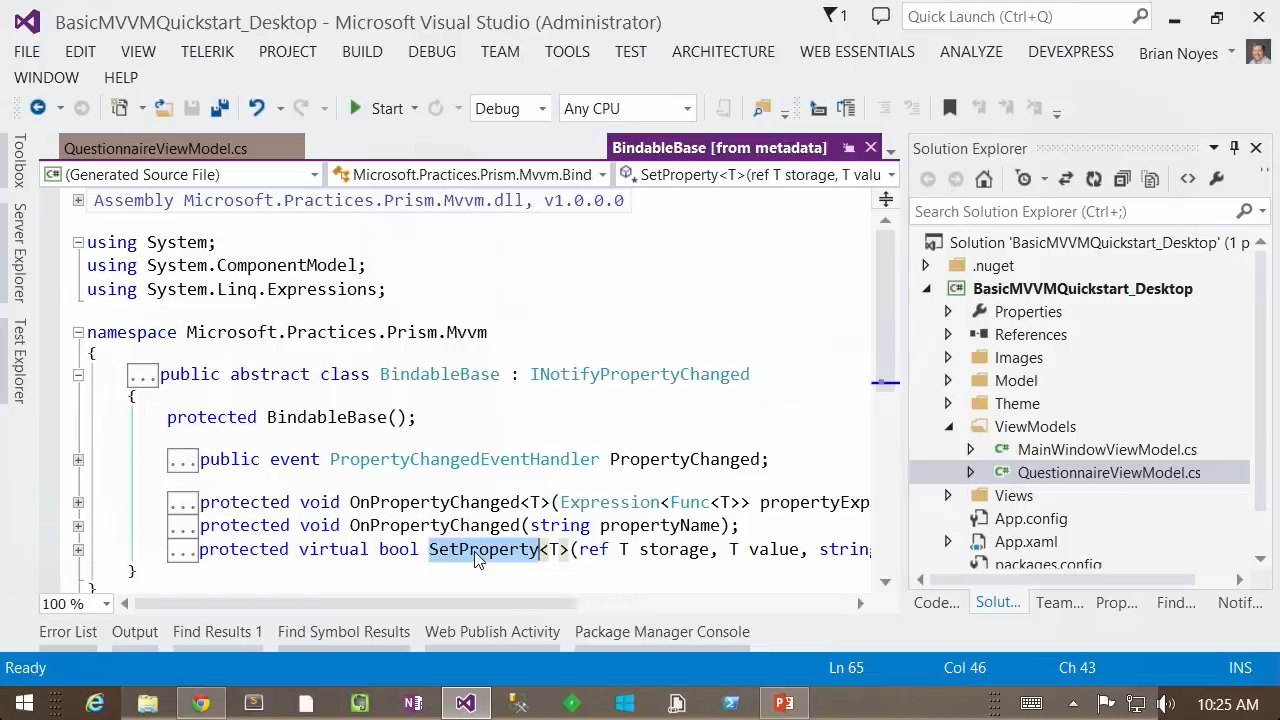 BasicMVVMQuickstart_Desktop - Microsoft Visual Studio (Administrator)
1
Quick Launch (Ctrl+Q)
FILE EDIT VIEW TELERIK PROJECT BUILD DEBUG TEAM TOOLS TEST ARCHITECTURE WEB ESSENTIALS ANALYZE DEVEXPRESS Brian Noyes
WINDOW HELP
Start Debug Any CPU
Toolbox
Server Explorer
Test Explorer
QuestionnaireViewModel.cs
BindableBase [from metadata]
(Generated Source File)
Microsoft.Practices.Prism.Mvvm.Bind
SetProperty<T>(ref T storage, T valu
Assembly Microsoft.Practices.Prism.Mvvm.dll, v1.0.0.0
using System;
using System.ComponentModel;
using System.Linq.Expressions;
namespace Microsoft.Practices.Prism.Mvvm
{
...public abstract class BindableBase : INotifyPropertyChanged
{
protected BindableBase();
...public event PropertyChangedEventHandler PropertyChanged;
...protected void OnPropertyChanged<T>(Expression<Func<T>> propertyExp
...protected void OnPropertyChanged(string propertyName);
...protected virtual bool SetProperty<T>(ref T storage, T value, string
}
}
100 %
Solution Explorer
Search Solution Explorer (Ctrl+;)
Solution 'BasicMVVMQuickstart_Desktop' (1 p
.nuget
BasicMVVMQuickstart_Desktop
Properties
References
Images
Model
Theme
ViewModels
MainWindowViewModel.cs
QuestionnaireViewModel.cs
Views
App.config
App.xaml
packages.config
Code... Solut... Team... Prop... Find... Notif...
Error List Output Find Results 1 Find Symbol Results Web Publish Activity Package Manager Console
Ready Ln 65 Col 46 Ch 43 INS
10:25 AM